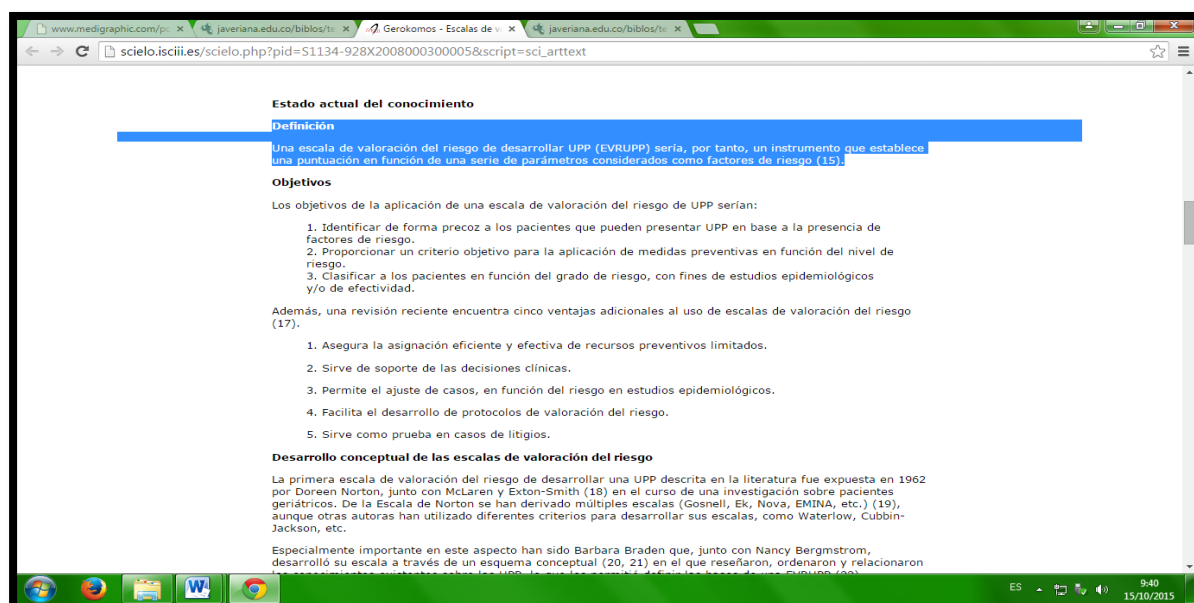 www.medigraphic.com/pc
javeriana.edu.co/biblos/te
Gerokomos - Escalas de v
javeriana.edu.co/biblos/te
scielo.isciii.es/scielo.php?pid=S1134-928X2008000300005&script=sci_arttext
Estado actual del conocimiento
Definición
Una escala de valoración del riesgo de desarrollar UPP (EVRUPP) sería, por tanto, un instrumento que establece
una puntuación en función de una serie de parámetros considerados como factores de riesgo (15).
Objetivos
Los objetivos de la aplicación de una escala de valoración del riesgo de UPP serían:
1. Identificar de forma precoz a los pacientes que pueden presentar UPP en base a la presencia de
factores de riesgo.
2. Proporcionar un criterio objetivo para la aplicación de medidas preventivas en función del nivel de
riesgo.
3. Clasificar a los pacientes en función del grado de riesgo, con fines de estudios epidemiológicos
y/o de efectividad.
Además, una revisión reciente encuentra cinco ventajas adicionales al uso de escalas de valoración del riesgo
(17).
1. Asegura la asignación eficiente y efectiva de recursos preventivos limitados.
2. Sirve de soporte de las decisiones clínicas.
3. Permite el ajuste de casos, en función del riesgo en estudios epidemiológicos.
4. Facilita el desarrollo de protocolos de valoración del riesgo.
5. Sirve como prueba en casos de litigios.
Desarrollo conceptual de las escalas de valoración del riesgo
La primera escala de valoración del riesgo de desarrollar una UPP descrita en la literatura fue expuesta en 1962
por Doreen Norton, junto con McLaren y Exton-Smith (18) en el curso de una investigación sobre pacientes
geriátricos. De la Escala de Norton se han derivado múltiples escalas (Gosnell, Ek, Nova, EMINA, etc.) (19),
aunque otras autoras han utilizado diferentes criterios para desarrollar sus escalas, como Waterlow, Cubbin-
Jackson, etc.
Especialmente importante en este aspecto han sido Barbara Braden que, junto con Nancy Bergmstrom,
desarrolló su escala a través de un esquema conceptual (20, 21) en el que reseñaron, ordenaron y relacionaron
ES
9:40
15/10/2015